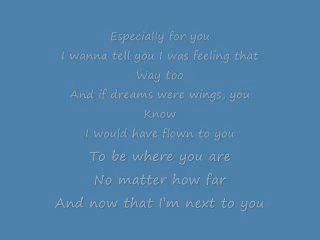 Especially for you
I wanna tell you I was feeling that
Way too
And if dreams were wings, you
Know
I would have flown to you
To be where you are
No matter how far
And now that I'm next to you